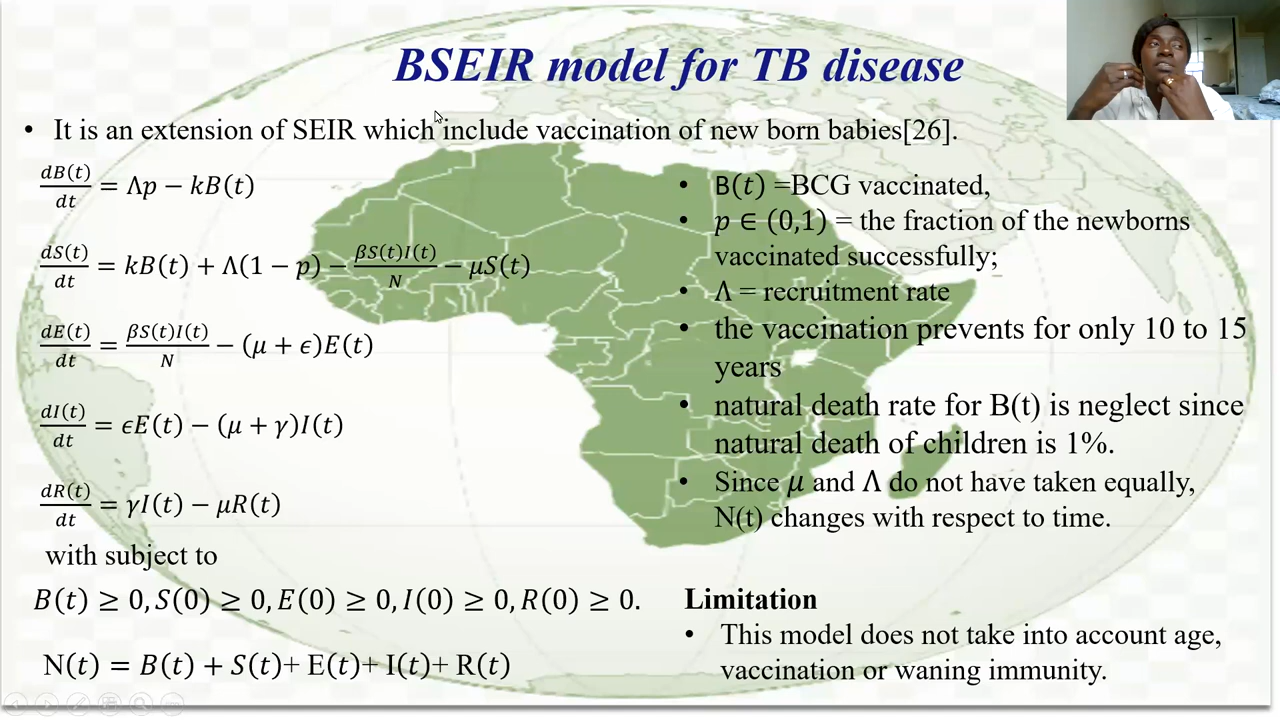 BSEIR model for TB disease
• It is an extension of SEIR which include vaccination of new born babies[26].
dB(t)/dt = Λp − kB(t)
dS(t)/dt = kB(t) + Λ(1 − p) − βS(t)I(t)/N − μS(t)
dE(t)/dt = βS(t)I(t)/N − (μ + ϵ)E(t)
dI(t)/dt = ϵE(t) − (μ + γ)I(t)
dR(t)/dt = γI(t) − μR(t)
with subject to
B(t) ≥ 0, S(0) ≥ 0, E(0) ≥ 0, I(0) ≥ 0, R(0) ≥ 0.
N(t) = B(t) + S(t)+ E(t)+ I(t)+ R(t)
• B(t) =BCG vaccinated,
• p ∈ (0,1) = the fraction of the newborns
vaccinated successfully;
• Λ = recruitment rate
• the vaccination prevents for only 10 to 15
years
• natural death rate for B(t) is neglect since
natural death of children is 1%.
• Since μ and Λ do not have taken equally,
N(t) changes with respect to time.
Limitation
• This model does not take into account age,
vaccination or waning immunity.